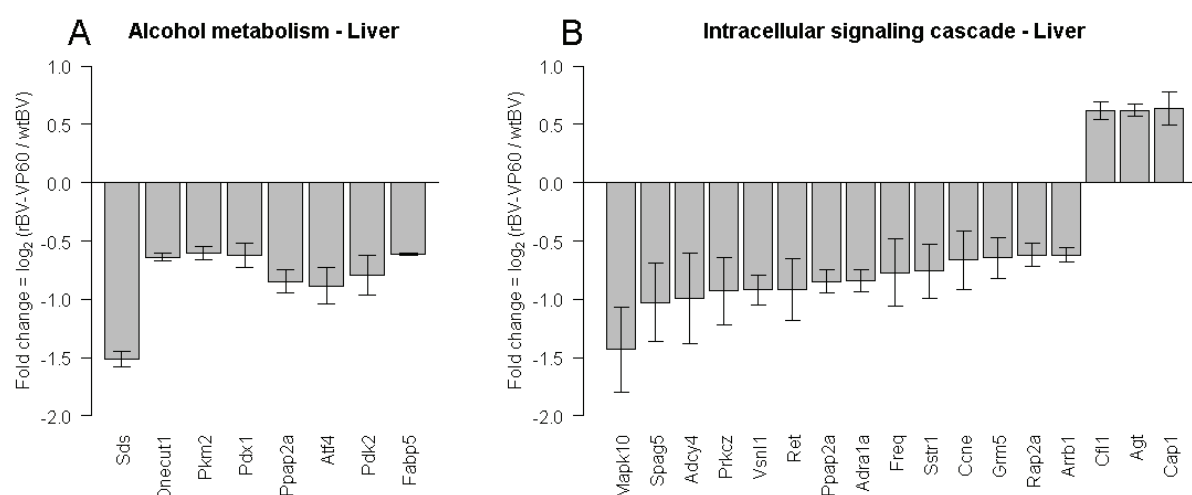 A
Alcohol metabolism - Liver
Fold change = log₂ (rBV-VP60 / wtBV)
1.0
0.5
0.0
-0.5
-1.0
-1.5
-2.0
Sds
Onecut1
Pkm2
Pdx1
Ppap2a
Atf4
Pdk2
Fabp5
B
Intracellular signaling cascade - Liver
Fold change = log₂ (rBV-VP60 / wtBV)
1.0
0.5
0.0
-0.5
-1.0
-1.5
-2.0
Mapk10
Spag5
Adcy4
Prkcz
Vsnl1
Ret
Ppap2a
Adra1a
Freq
Sstr1
Ccne
Grm5
Rap2a
Arrb1
Cfl1
Agt
Cap1